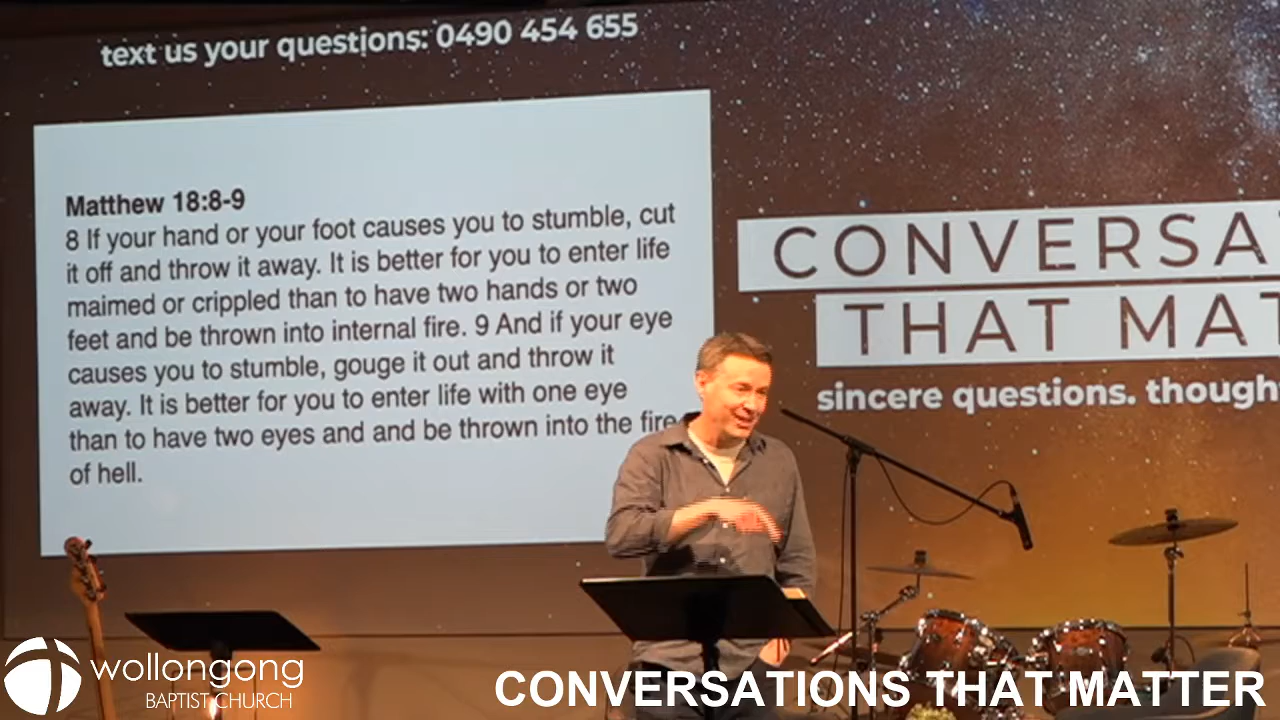 text us your questions: 0490 454 655
Matthew 18:8-9
8 If your hand or your foot causes you to stumble, cut
it off and throw it away. It is better for you to enter life
maimed or crippled than to have two hands or two
feet and be thrown into internal fire. 9 And if your eye
causes you to stumble, gouge it out and throw it
away. It is better for you to enter life with one eye
than to have two eyes and and be thrown into the fire
of hell.
CONVERSA
THAT MAT
sincere questions. though
wollongong
BAPTIST CHURCH
CONVERSATIONS THAT MATTER